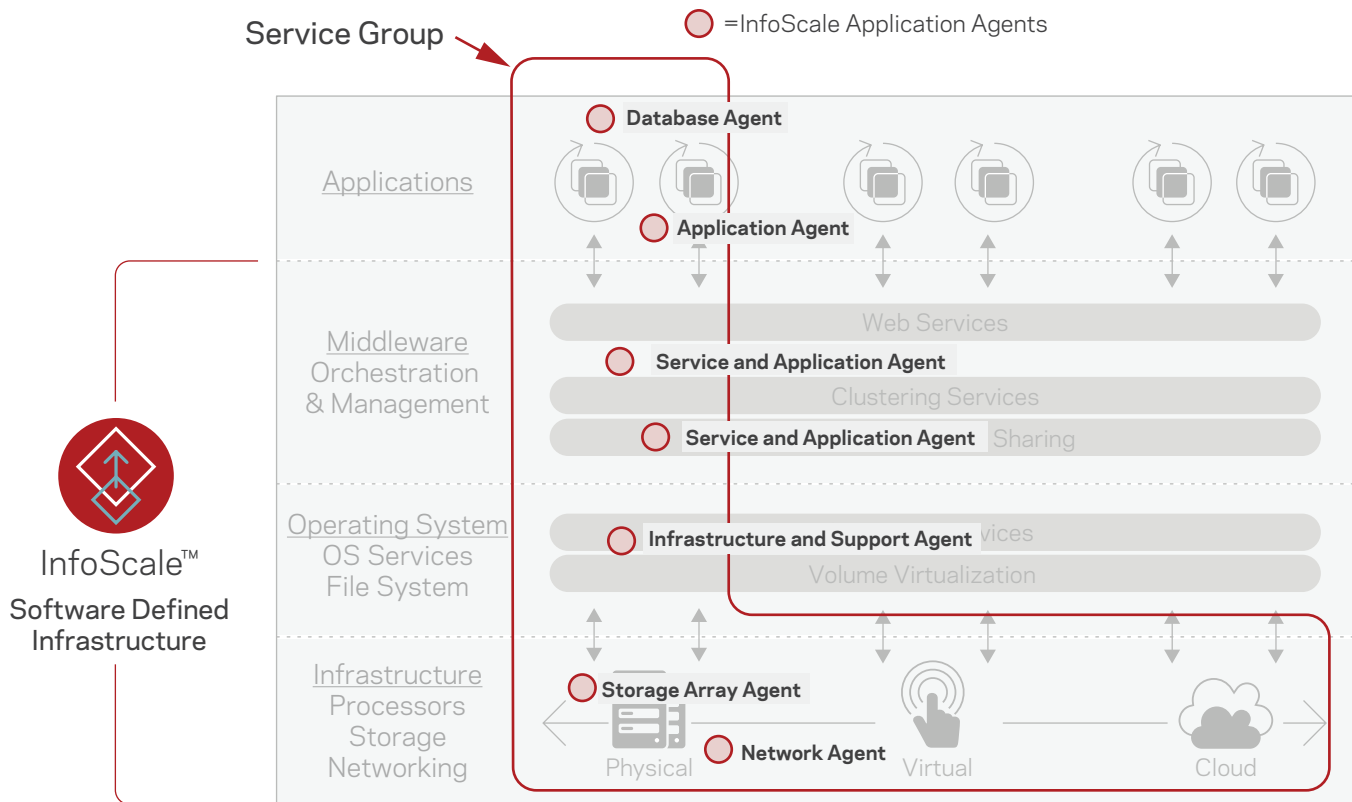 Service Group
=InfoScale Application Agents
Database Agent
Applications
Application Agent
Web Services
Middleware
Orchestration
& Management
Service and Application Agent
Clustering Services
Service and Application Agent
Sharing
InfoScale™
Software Defined
Infrastructure
Operating System
OS Services
File System
Infrastructure and Support Agent
vices
Volume Virtualization
Infrastructure
Processors
Storage
Networking
Storage Array Agent
Network Agent
Physical
Virtual
Cloud